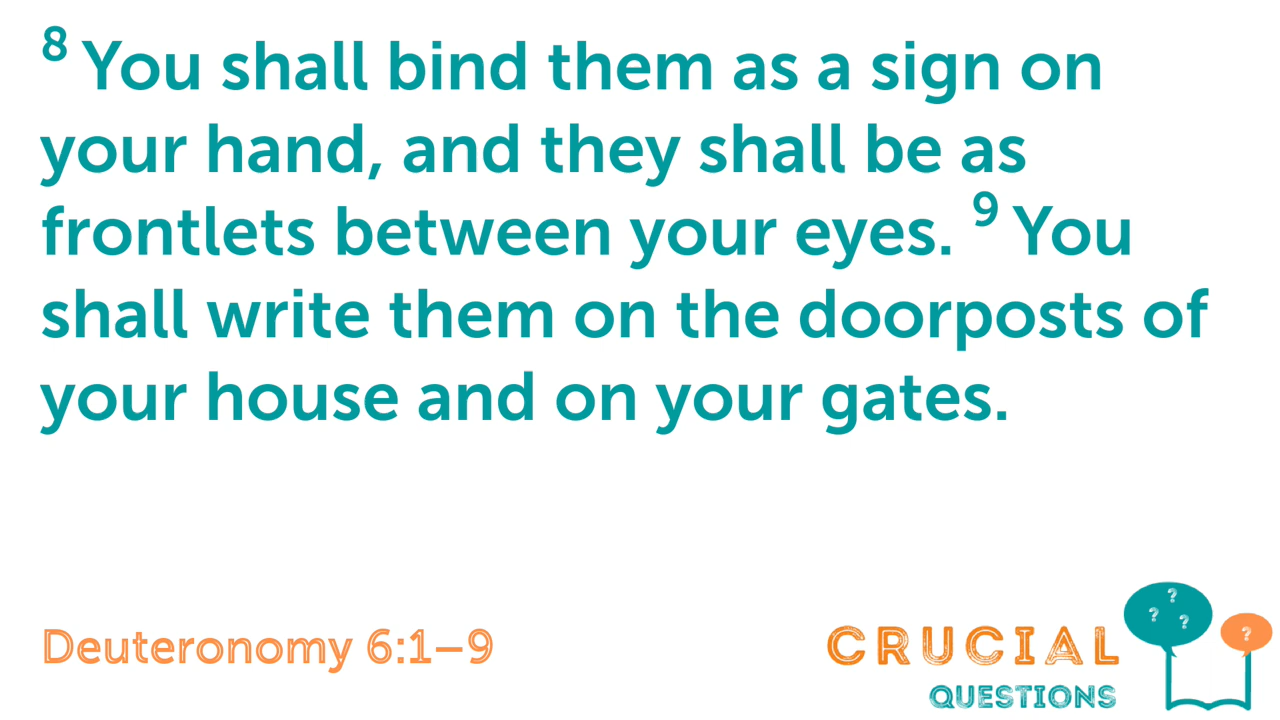 8 You shall bind them as a sign on
your hand, and they shall be as
frontlets between your eyes. 9 You
shall write them on the doorposts of
your house and on your gates.
Deuteronomy 6:1–9
CRUCIAL
QUESTIONS
?
? ?
?